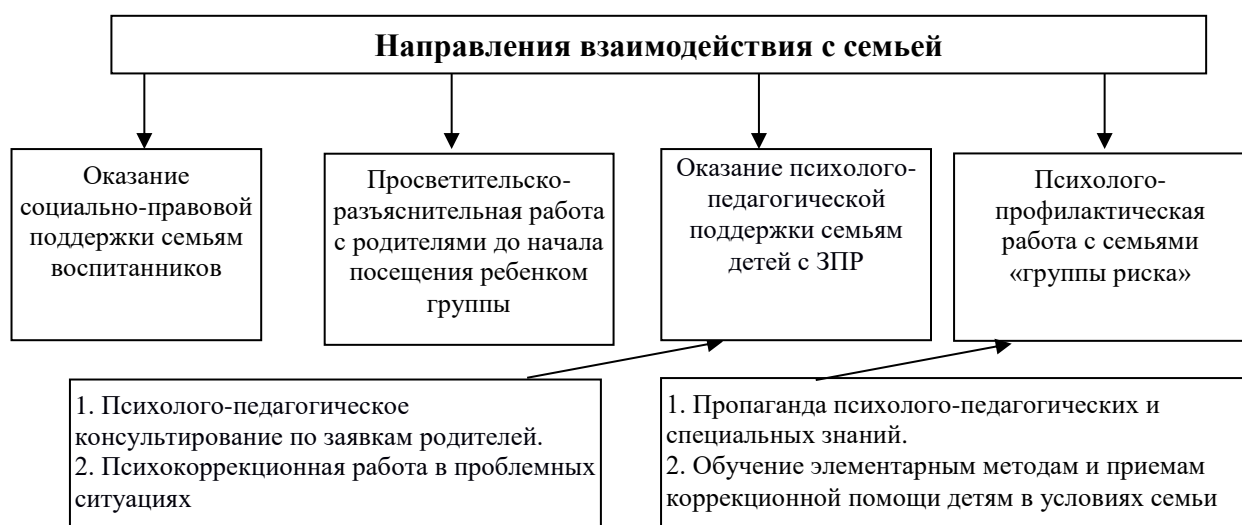 Направления взаимодействия с семьей
Оказание
социально-правовой
поддержки семьям
воспитанников
Просветительско-
разъяснительная работа
с родителями до начала
посещения ребенком
группы
Оказание психолого-
педагогической
поддержки семьям
детей с ЗПР
Психолого-
профилактическая
работа с семьями
«группы риска»
1. Психолого-педагогическое
консультирование по заявкам родителей.
2. Психокоррекционная работа в проблемных
ситуациях
1. Пропаганда психолого-педагогических и
специальных знаний.
2. Обучение элементарным методам и приемам
коррекционной помощи детям в условиях семьи